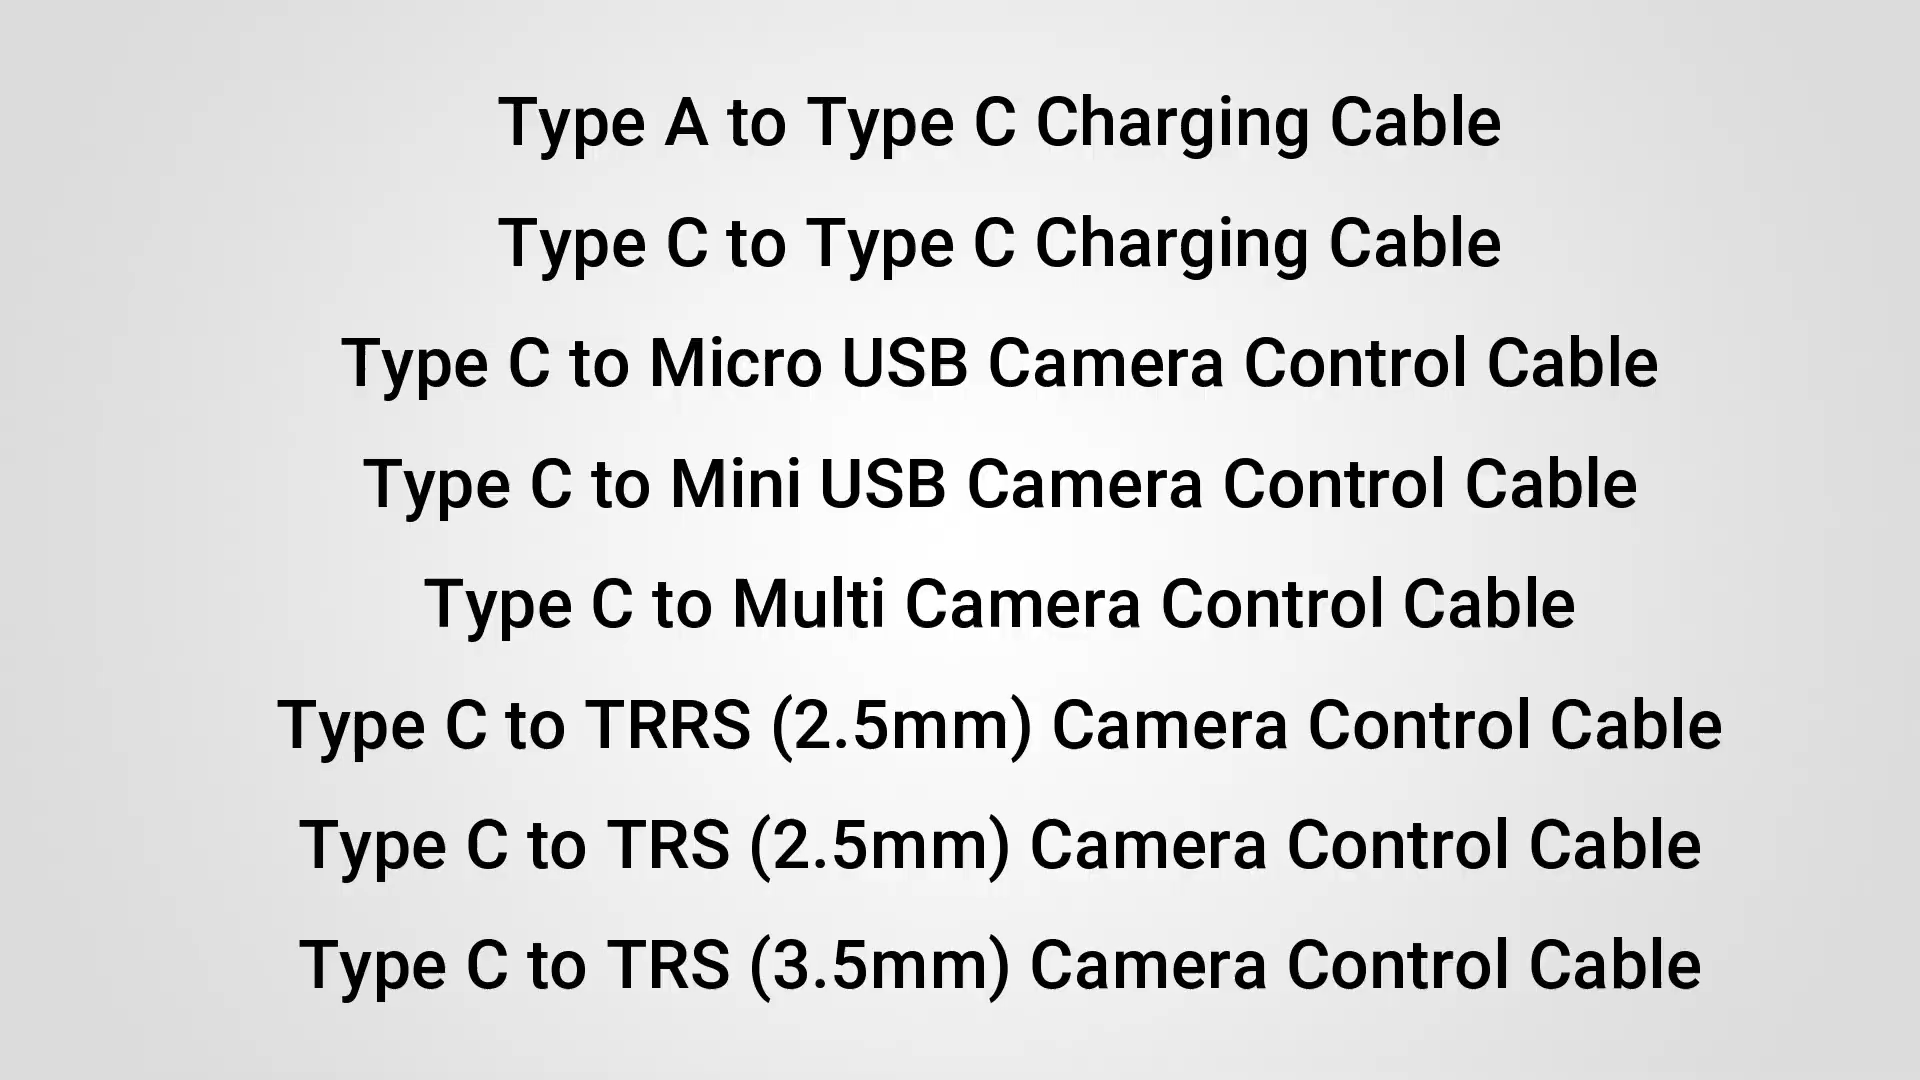 Type A to Type C Charging Cable
Type C to Type C Charging Cable
Type C to Micro USB Camera Control Cable
Type C to Mini USB Camera Control Cable
Type C to Multi Camera Control Cable
Type C to TRRS (2.5mm) Camera Control Cable
Type C to TRS (2.5mm) Camera Control Cable
Type C to TRS (3.5mm) Camera Control Cable